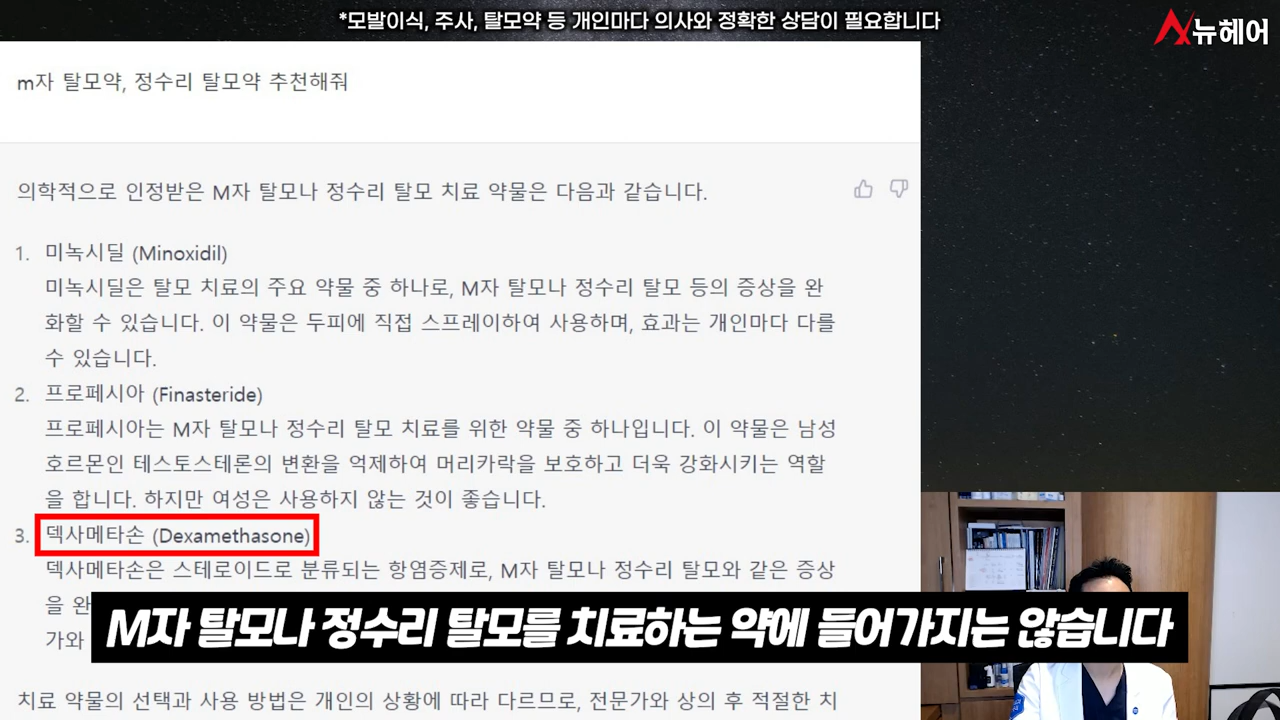 *모발이식, 주사, 탈모약 등 개인마다 의사와 정확한 상담이 필요합니다
뉴헤어
m자 탈모약, 정수리 탈모약 추천해줘
의학적으로 인정받은 M자 탈모나 정수리 탈모 치료 약물은 다음과 같습니다.
1. 미녹시딜 (Minoxidil)
미녹시딜은 탈모 치료의 주요 약물 중 하나로, M자 탈모나 정수리 탈모 등의 증상을 완
화할 수 있습니다. 이 약물은 두피에 직접 스프레이하여 사용하며, 효과는 개인마다 다를
수 있습니다.
2. 프로페시아 (Finasteride)
프로페시아는 M자 탈모나 정수리 탈모 치료를 위한 약물 중 하나입니다. 이 약물은 남성
호르몬인 테스토스테론의 변환을 억제하여 머리카락을 보호하고 더욱 강화시키는 역할
을 합니다. 하지만 여성은 사용하지 않는 것이 좋습니다.
3. 덱사메타손 (Dexamethasone)
덱사메타손은 스테로이드로 분류되는 항염증제로, M자 탈모나 정수리 탈모와 같은 증상
을 완
가와
M자 탈모나 정수리 탈모를 치료하는 약에 들어가지는 않습니다
치료 약물의 선택과 사용 방법은 개인의 상황에 따라 다르므로, 전문가와 상의 후 적절한 치